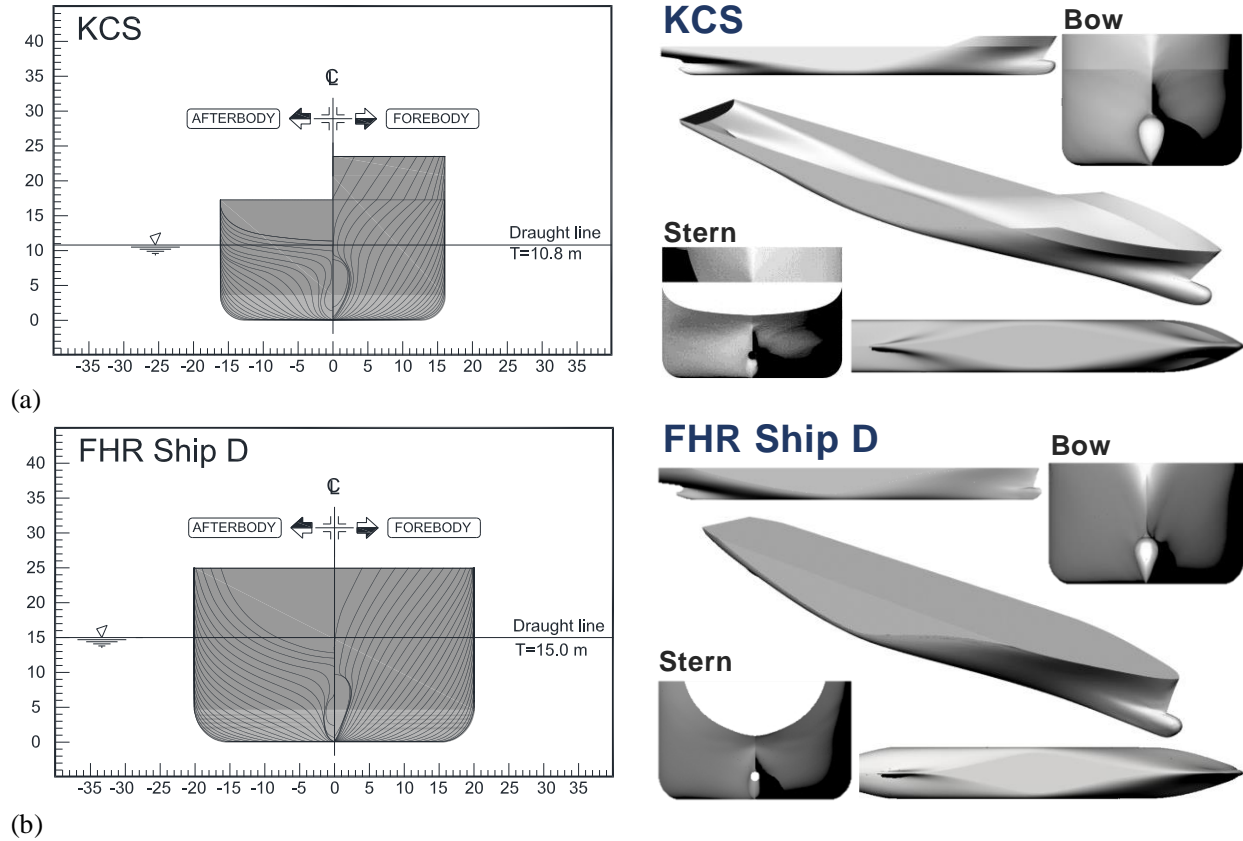 KCS
40
35
30
25
20
15
10
5
0
℄
AFTERBODY
FOREBODY
Draught line
T=10.8 m
-35 -30 -25 -20 -15 -10 -5 0 5 10 15 20 25 30 35
KCS
Bow
Stern
(a)
FHR Ship D
40
35
30
25
20
15
10
5
0
℄
AFTERBODY
FOREBODY
Draught line
T=15.0 m
-35 -30 -25 -20 -15 -10 -5 0 5 10 15 20 25 30 35
FHR Ship D
Bow
Stern
(b)